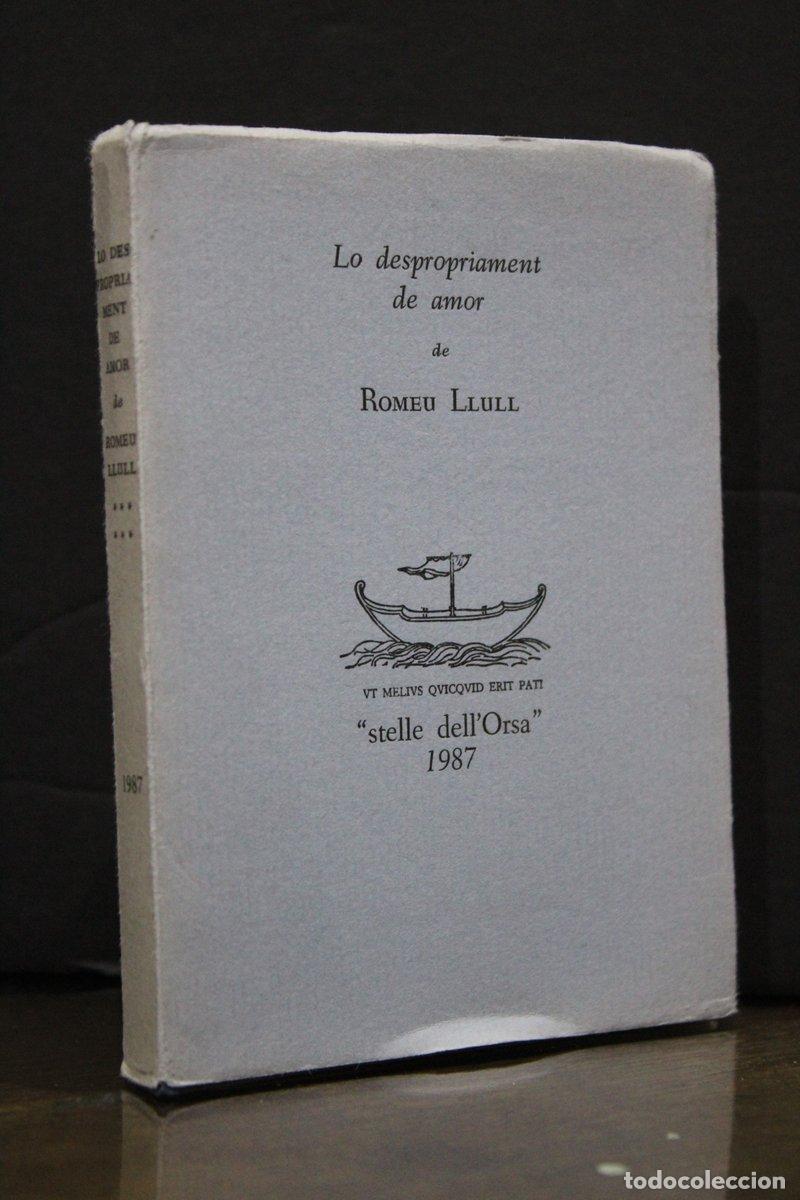 Lo despropriament
de amor
de
ROMEU LLULL
VT MELIVS QVICQVID ERIT PATI
"stelle dell'Orsa"
1987
LO DES
PROPRIA
MENT
DE
AMOR
de
ROMEU
LLULL
***
***
1987
todocoleccion